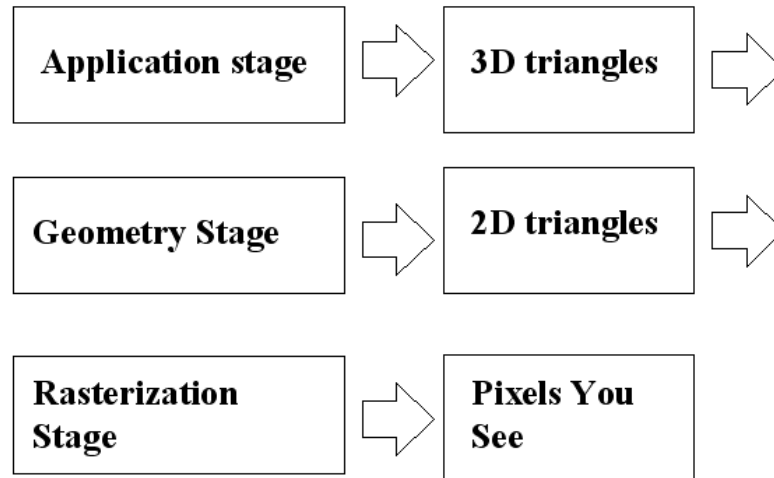 Application stage
3D triangles
Geometry Stage
2D triangles
Rasterization
Stage
Pixels You
See